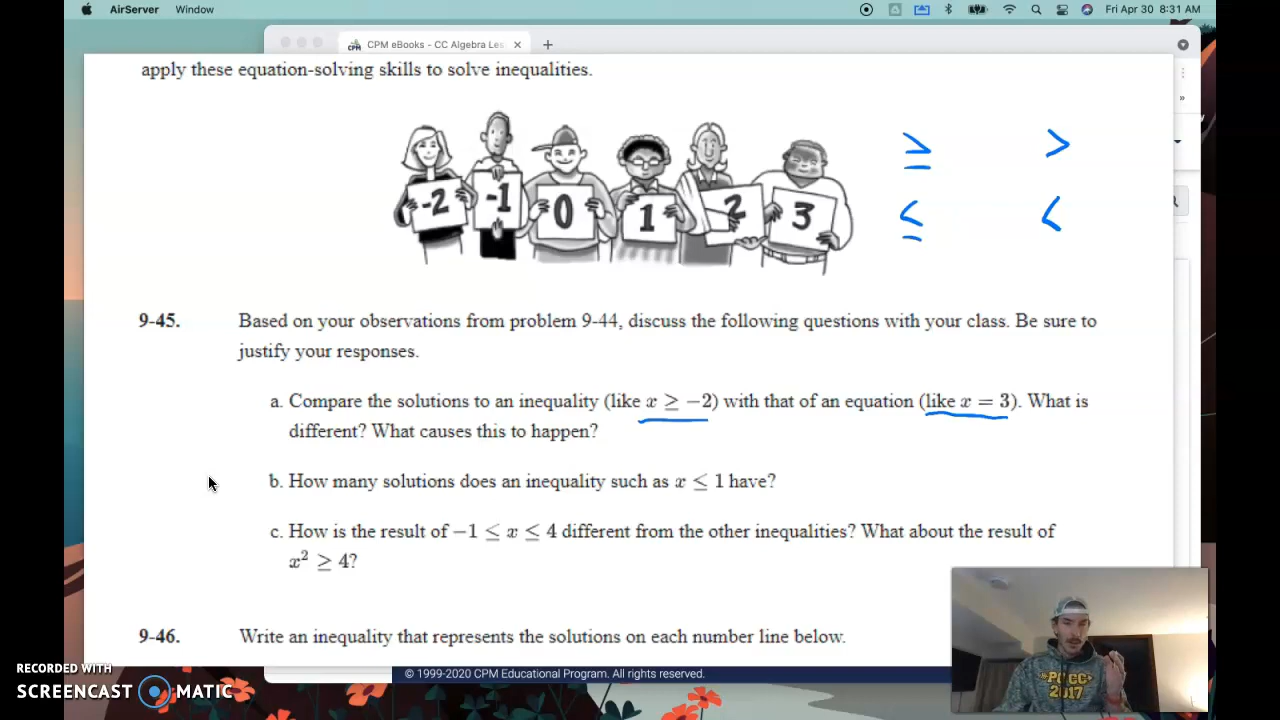 AirServer Window Fri Apr 30 8:31 AM
CPM CPM eBooks - CC Algebra Les
apply these equation-solving skills to solve inequalities.
≥ >
-2 -1 0 1 2 3
≤ <
9-45. Based on your observations from problem 9-44, discuss the following questions with your class. Be sure to
justify your responses.
a. Compare the solutions to an inequality (like x ≥ −2) with that of an equation (like x = 3). What is
different? What causes this to happen?
b. How many solutions does an inequality such as x ≤ 1 have?
c. How is the result of −1 ≤ x ≤ 4 different from the other inequalities? What about the result of
x² ≥ 4?
9-46. Write an inequality that represents the solutions on each number line below.
© 1999-2020 CPM Educational Program. All rights reserved.
RECORDED WITH
SCREENCAST MATIC
2017